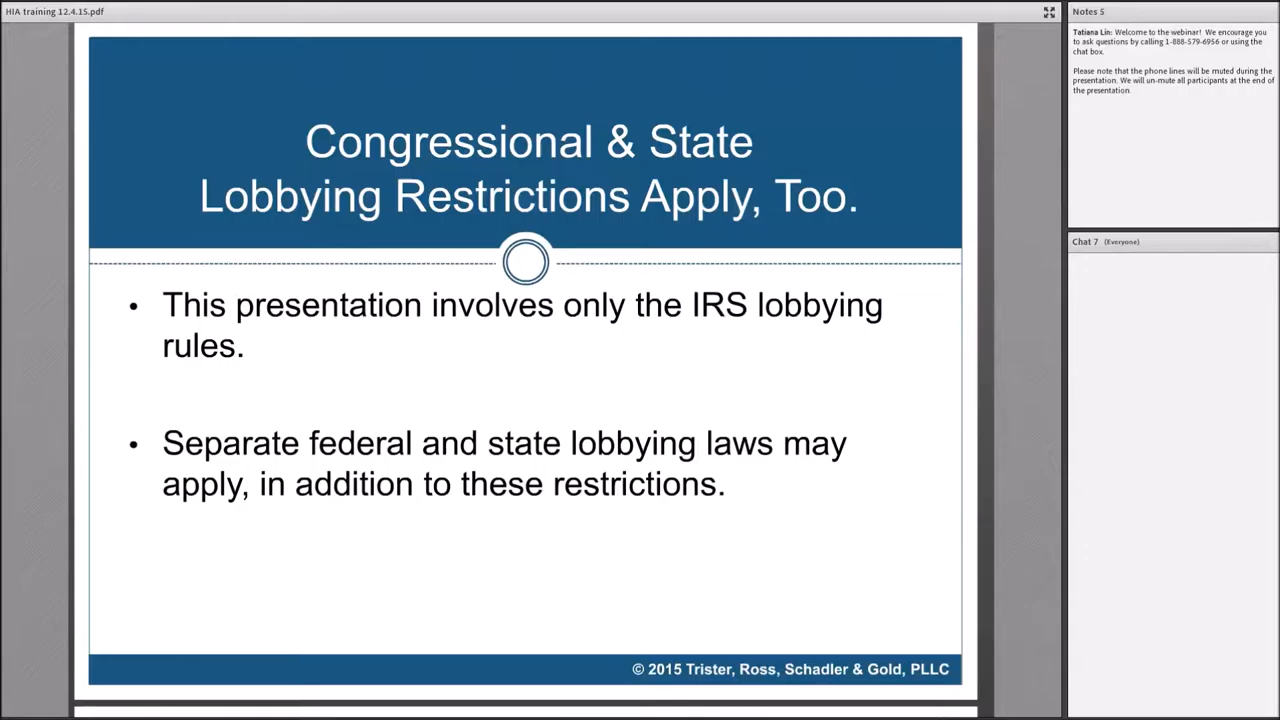 HIA training 12.4.15.pdf
Congressional & State
Lobbying Restrictions Apply, Too.
• This presentation involves only the IRS lobbying
rules.
• Separate federal and state lobbying laws may
apply, in addition to these restrictions.
© 2015 Trister, Ross, Schadler & Gold, PLLC
Notes 5
Tatiana Lin: Welcome to the webinar! We encourage you
to ask questions by calling 1-888-579-6956 or using the
chat box.
Please note that the phone lines will be muted during the
presentation. We will un-mute all participants at the end of
the presentation.
Chat 7 (Everyone)